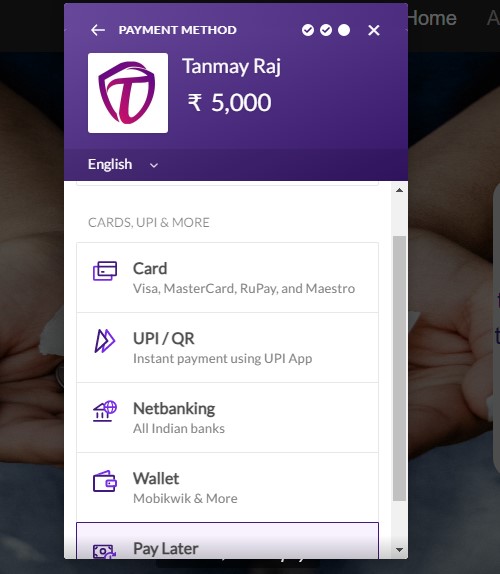 PAYMENT METHOD
Home
Tanmay Raj
₹ 5,000
English
CARDS, UPI & MORE
Card
Visa, MasterCard, RuPay, and Maestro
UPI / QR
Instant payment using UPI App
Netbanking
All Indian banks
Wallet
Mobikwik & More
Pay Later